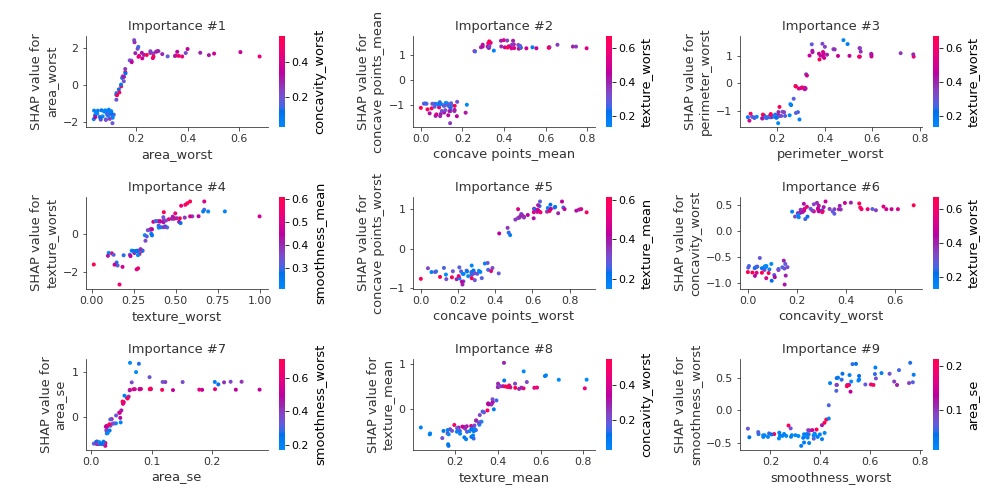 Importance #1
SHAP value for
area_worst
2
0
−2
0.2
0.4
0.6
area_worst
0.4
0.2
concavity_worst
Importance #2
SHAP value for
concave points_mean
1
0
−1
0.0
0.2
0.4
0.6
0.8
concave points_mean
0.6
0.4
0.2
texture_worst
Importance #3
SHAP value for
perimeter_worst
1
0
−1
0.2
0.4
0.6
0.8
perimeter_worst
0.6
0.4
0.2
texture_worst
Importance #4
SHAP value for
texture_worst
0
−2
0.00
0.25
0.50
0.75
1.00
texture_worst
0.6
0.5
0.4
0.3
smoothness_mean
Importance #5
SHAP value for
concave points_worst
1
0
−1
0.0
0.2
0.4
0.6
0.8
concave points_worst
0.6
0.4
0.2
texture_mean
Importance #6
SHAP value for
concavity_worst
0.5
0.0
−0.5
−1.0
0.0
0.2
0.4
0.6
concavity_worst
0.6
0.4
0.2
texture_worst
Importance #7
SHAP value for
area_se
1
0
0.0
0.1
0.2
area_se
0.6
0.4
0.2
smoothness_worst
Importance #8
SHAP value for
texture_mean
1
0
0.2
0.4
0.6
0.8
texture_mean
0.4
0.2
concavity_worst
Importance #9
SHAP value for
smoothness_worst
0.5
0.0
−0.5
0.2
0.4
0.6
0.8
smoothness_worst
0.2
0.1
area_se